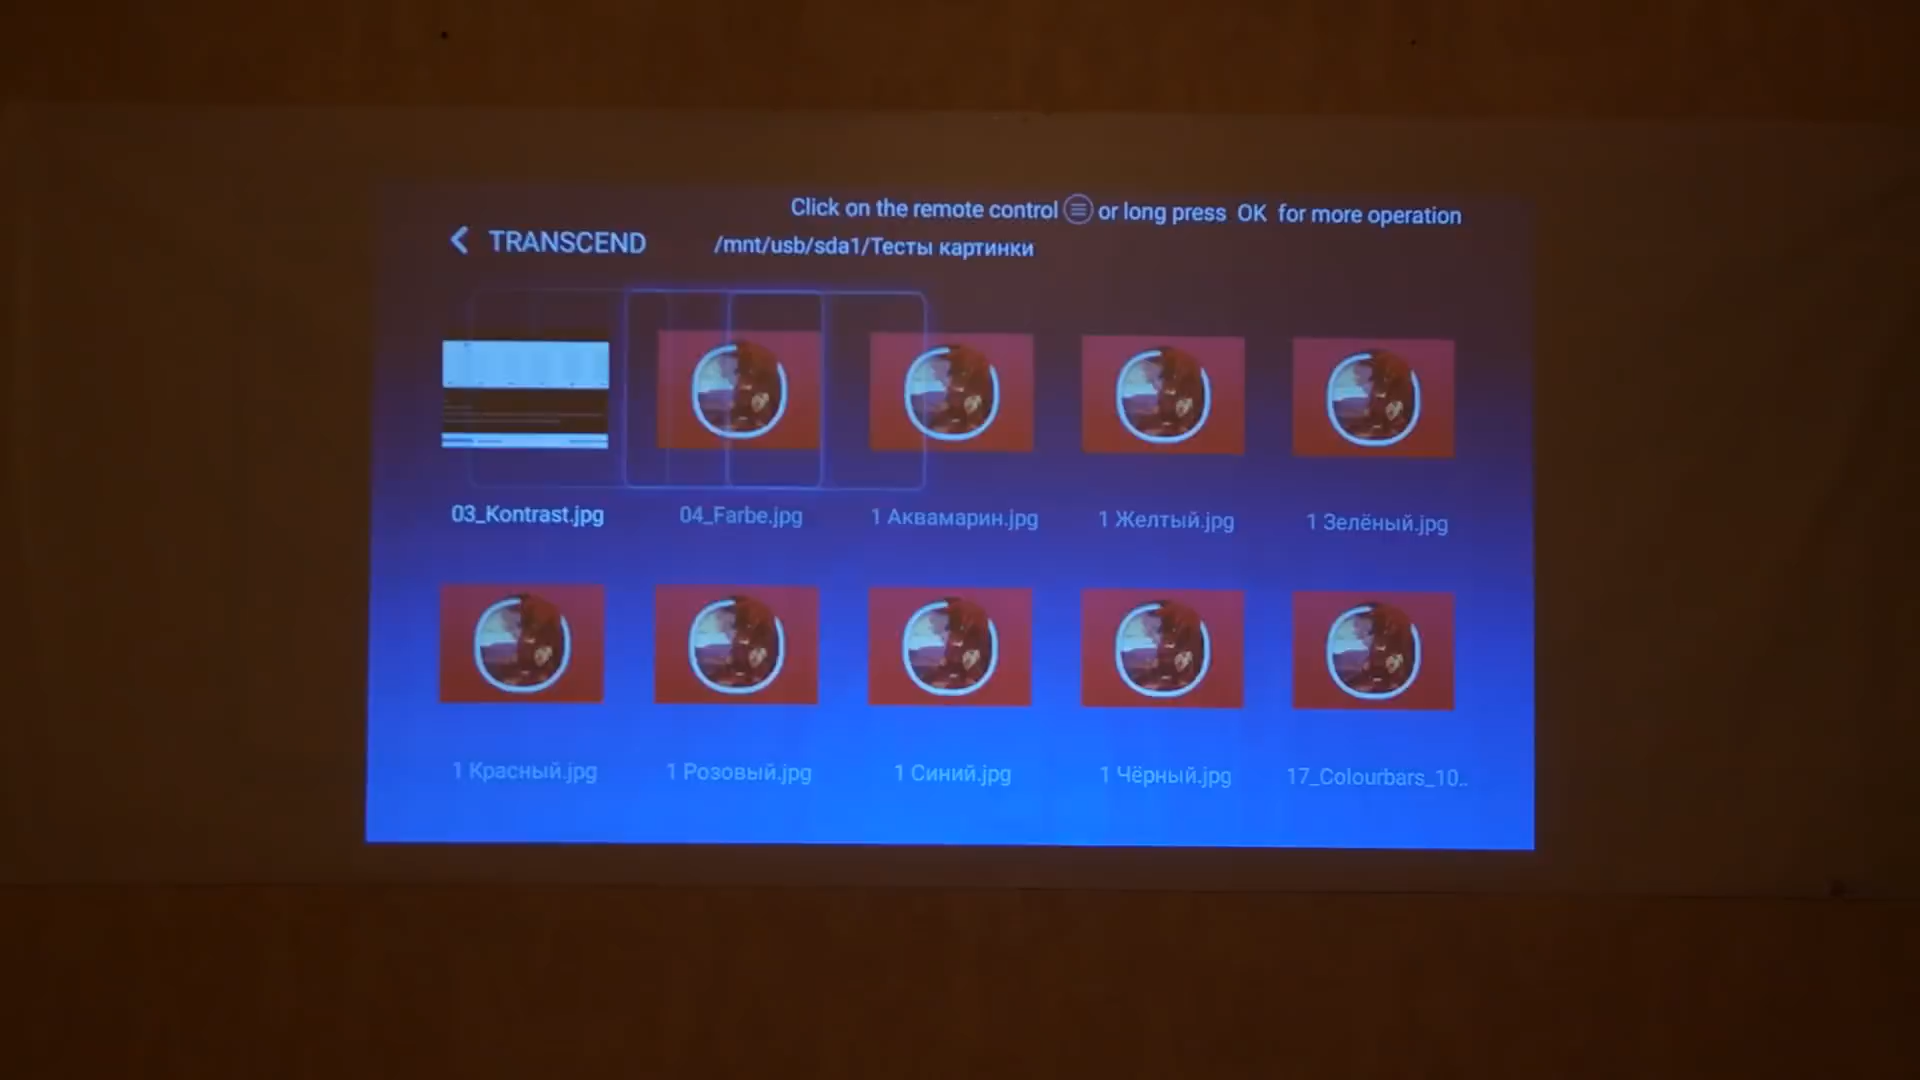 Click on the remote control or long press OK for more operation
TRANSCEND /mnt/usb/sda1/Тесты картинки
03_Kontrast.jpg 04_Farbe.jpg 1 Аквамарин.jpg 1 Желтый.jpg 1 Зелёный.jpg
1 Красный.jpg 1 Розовый.jpg 1 Синий.jpg 1 Чёрный.jpg 17_Colourbars_10..